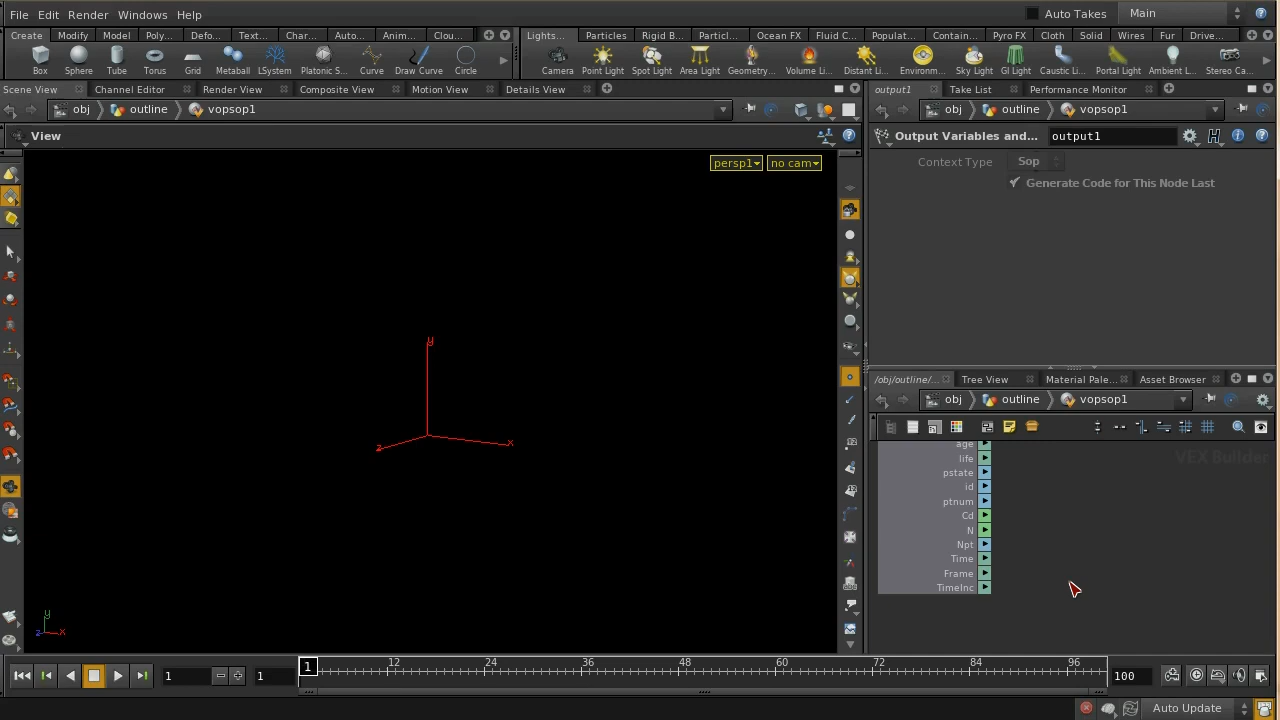 File Edit Render Windows Help Auto Takes Main
Create Modify Model Poly... Defo... Text... Char... Auto... Anim... Clou... Lights... Particles Rigid B... Particl... Ocean FX Fluid C... Populat... Contain... Pyro FX Cloth Solid Wires Fur Drive...
Box Sphere Tube Torus Grid Metaball LSystem Platonic S... Curve Draw Curve Circle Camera Point Light Spot Light Area Light Geometry... Volume Li... Distant Li... Environm... Sky Light GI Light Caustic Li... Portal Light Ambient L... Stereo Ca...
Scene View Channel Editor Render View Composite View Motion View Details View output1 Take List Performance Monitor
obj outline vopsop1 obj outline vopsop1
View Output Variables and... output1
persp1 no cam Context Type Sop
Generate Code for This Node Last
y
z
x
/obj/outline/... Tree View Material Pale... Asset Browser
obj outline vopsop1
VEX Builder
age
life
pstate
id
ptnum
Cd
N
Npt
Time
Frame
TimeInc
y
z x
1 1 1 12 24 36 48 60 72 84 96 100
Auto Update